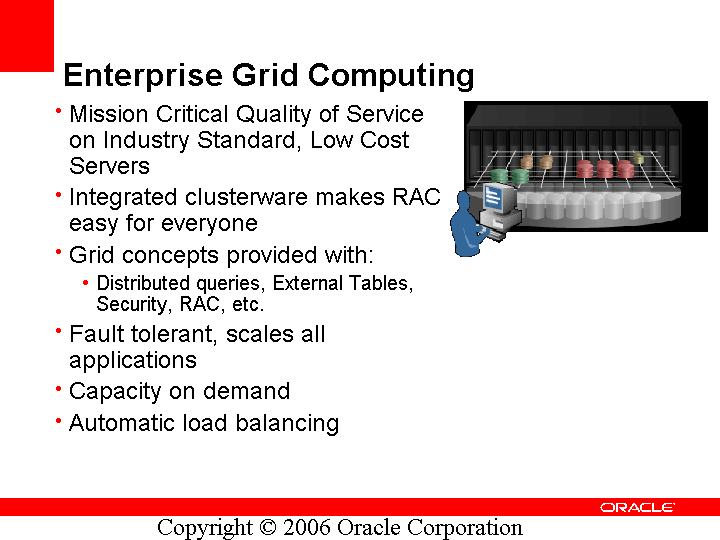 Enterprise Grid Computing
• Mission Critical Quality of Service
on Industry Standard, Low Cost
Servers
• Integrated clusterware makes RAC
easy for everyone
• Grid concepts provided with:
• Distributed queries, External Tables,
Security, RAC, etc.
• Fault tolerant, scales all
applications
• Capacity on demand
• Automatic load balancing
ORACLE
Copyright © 2006 Oracle Corporation